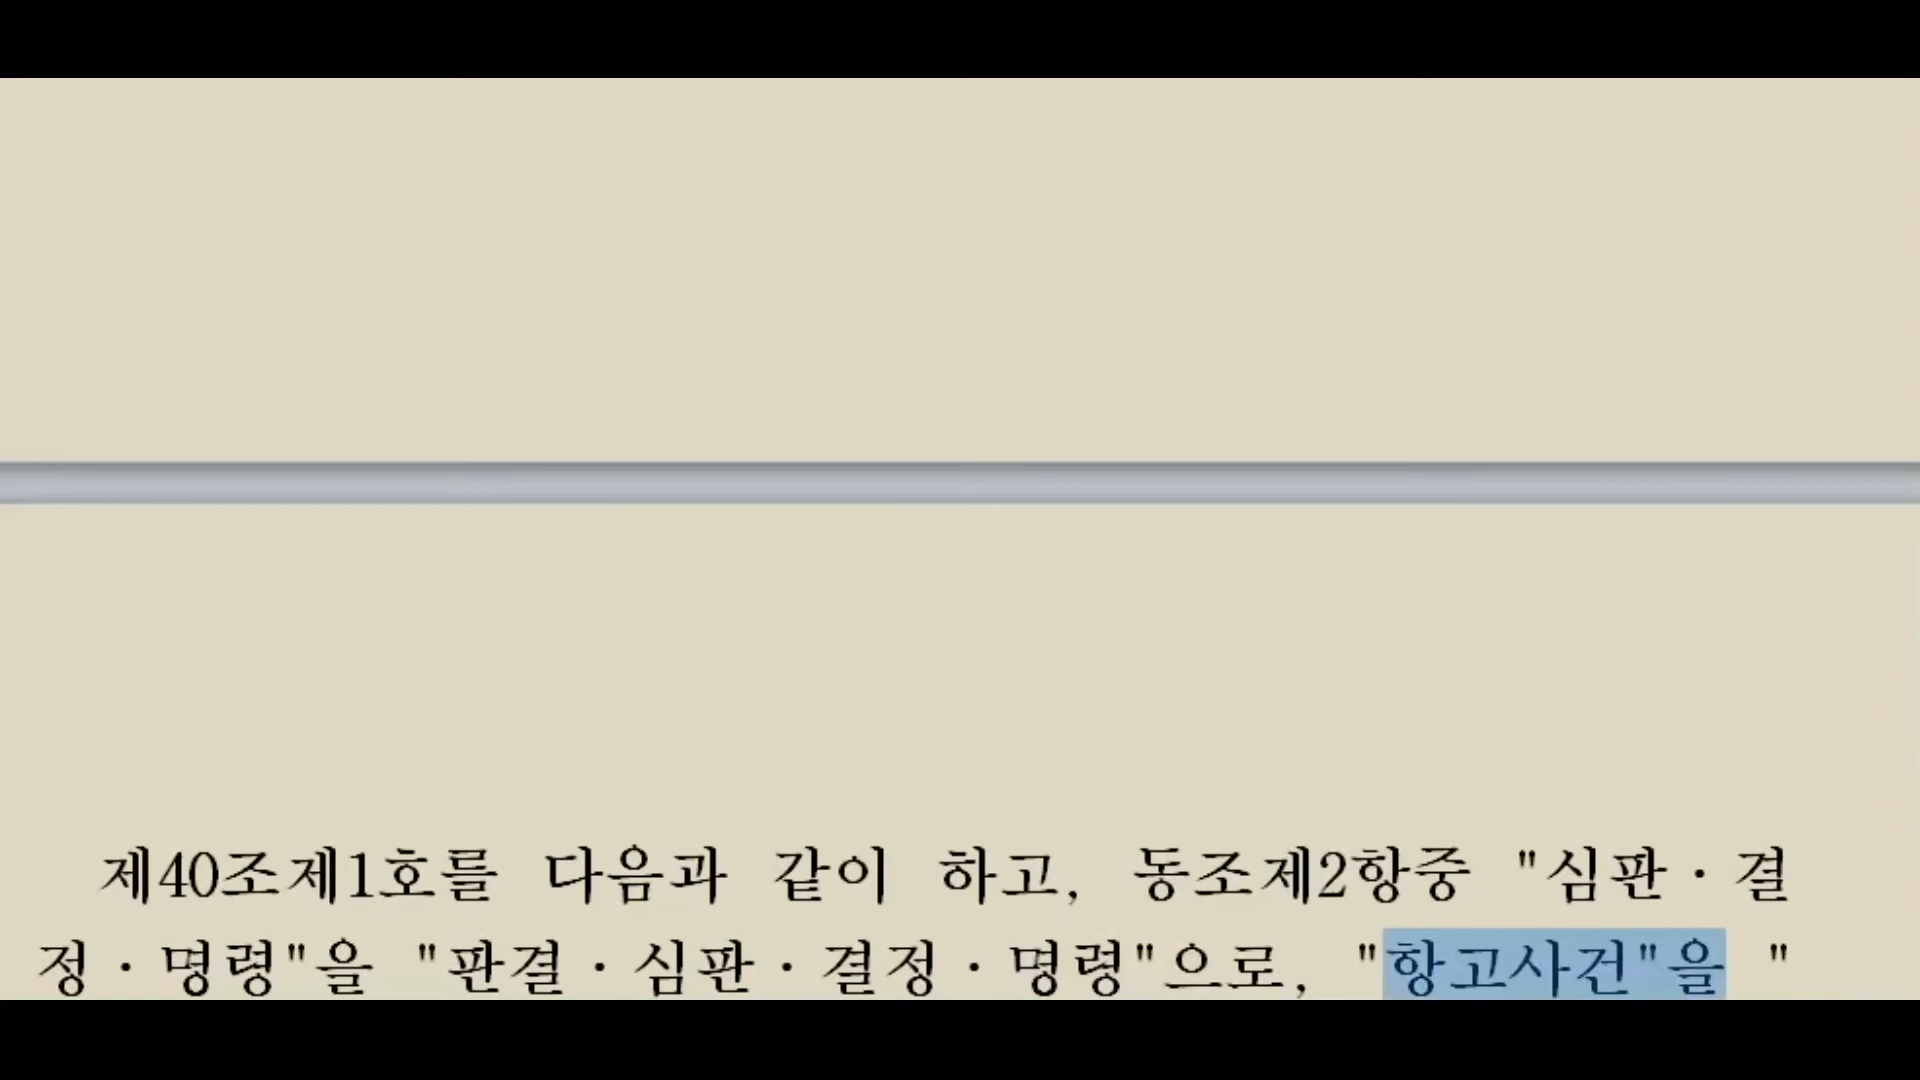 제40조제1호를 다음과 같이 하고, 동조제2항중 "심판·결
정·명령"을 "판결·심판·결정·명령"으로, "항고사건"을 "